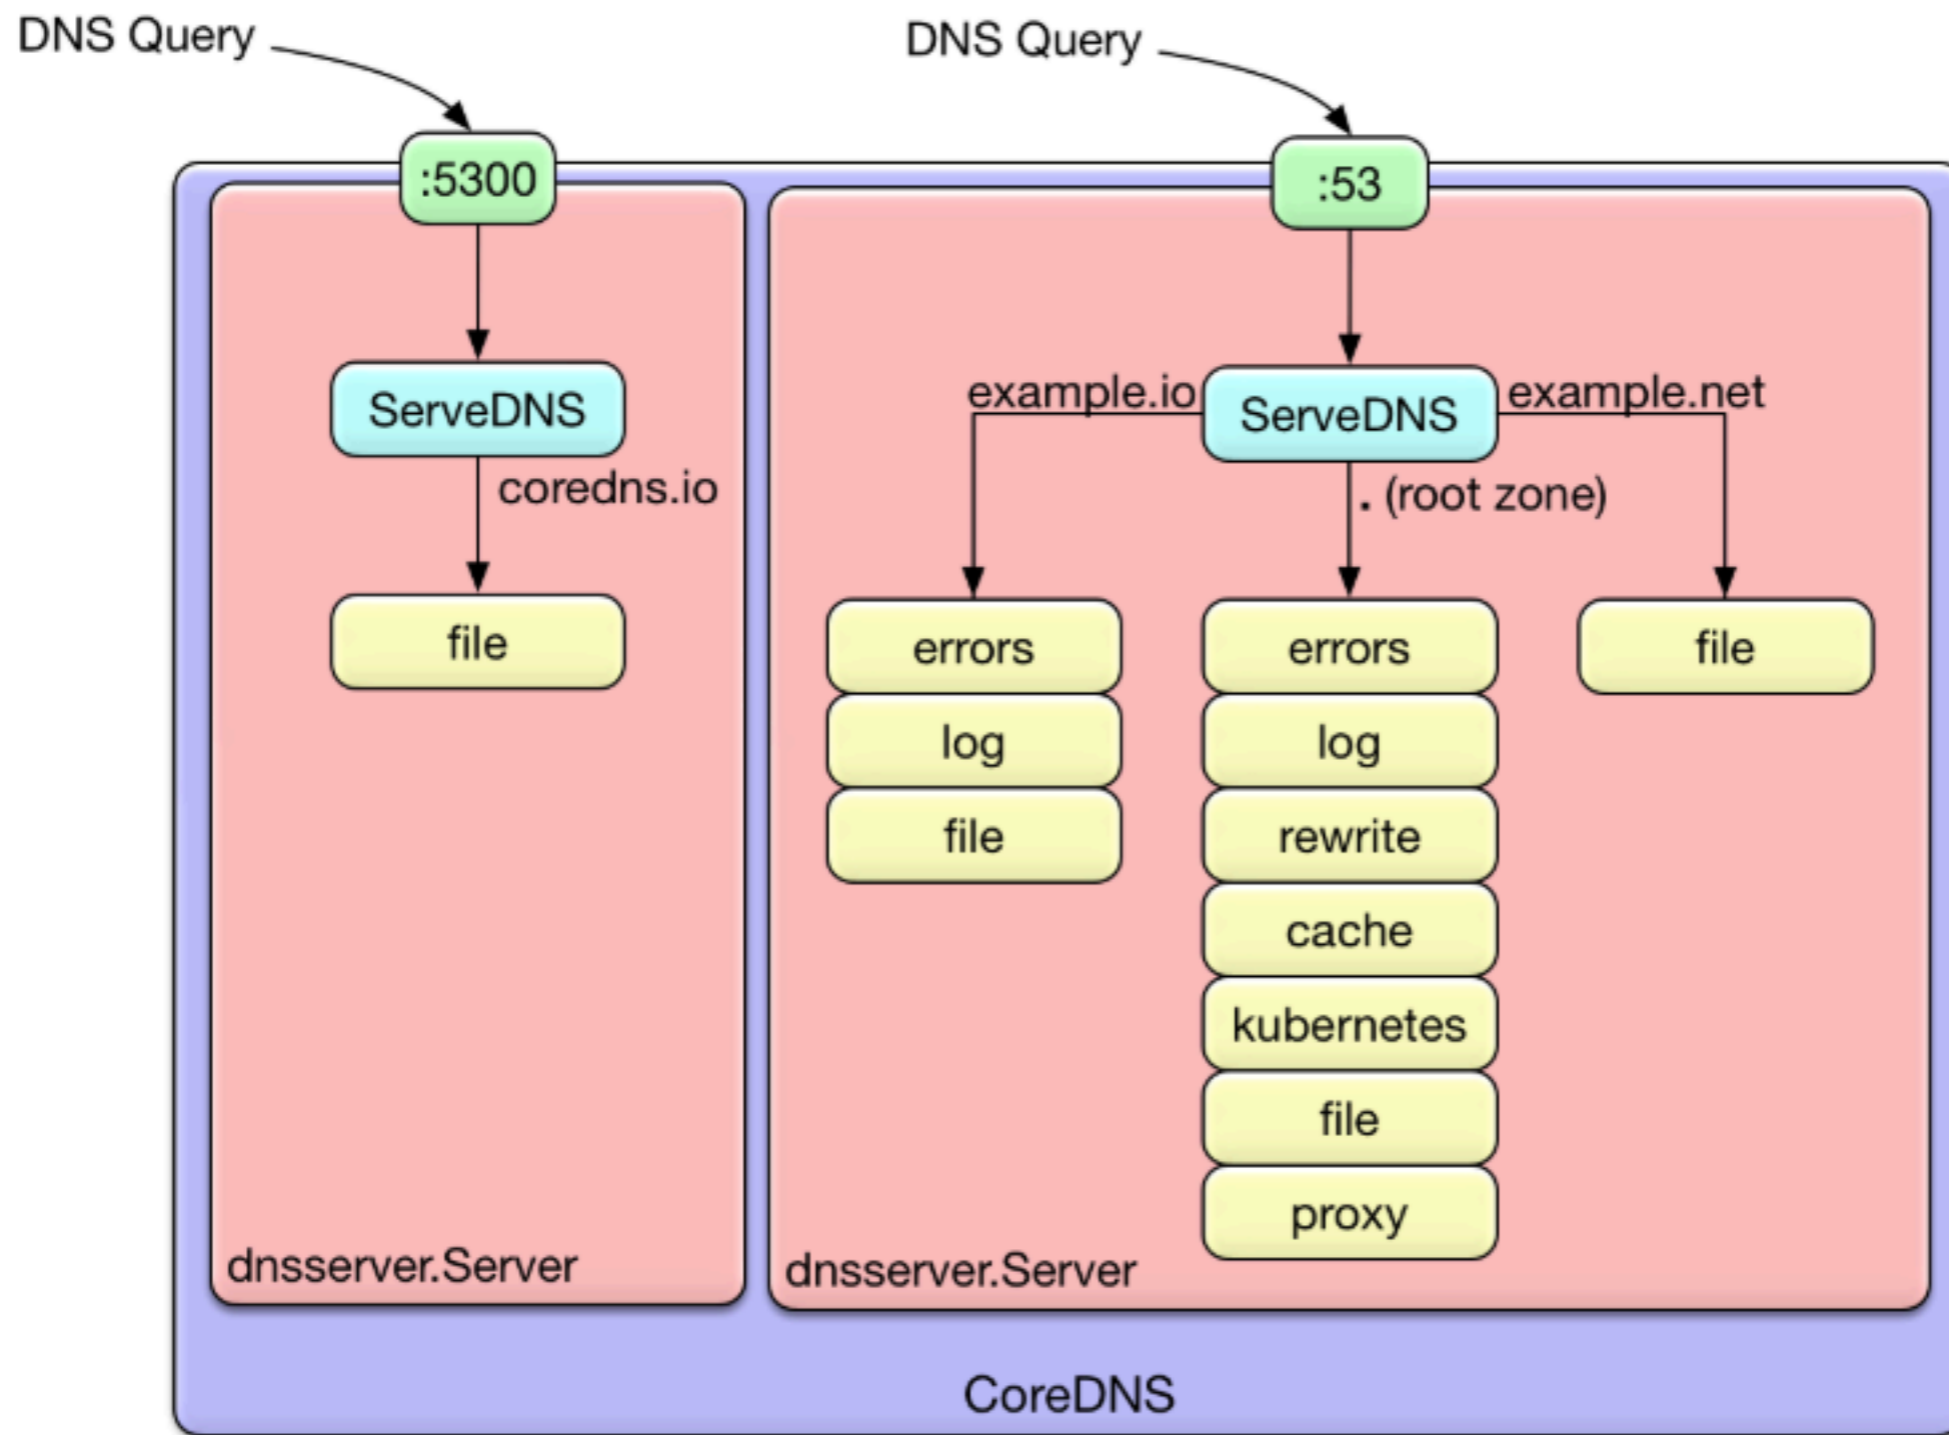 DNS Query
DNS Query
:5300
:53
ServeDNS
coredns.io
file
dnsserver.Server
example.io
ServeDNS
example.net
. (root zone)
errors
log
file
errors
log
rewrite
cache
kubernetes
file
proxy
file
dnsserver.Server
CoreDNS